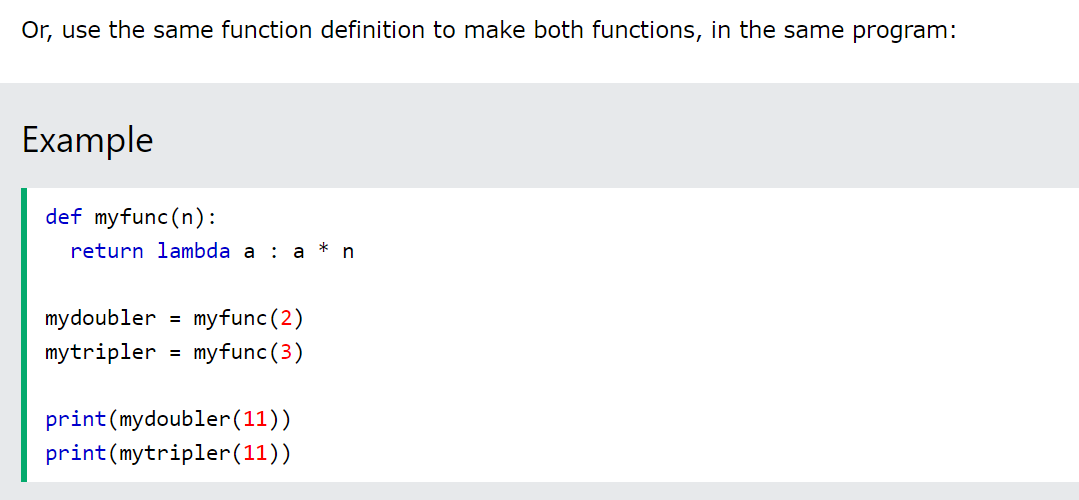 Or, use the same function definition to make both functions, in the same program:
Example
def myfunc(n):
  return lambda a : a * n
mydoubler = myfunc(2)
mytripler = myfunc(3)
print(mydoubler(11))
print(mytripler(11))